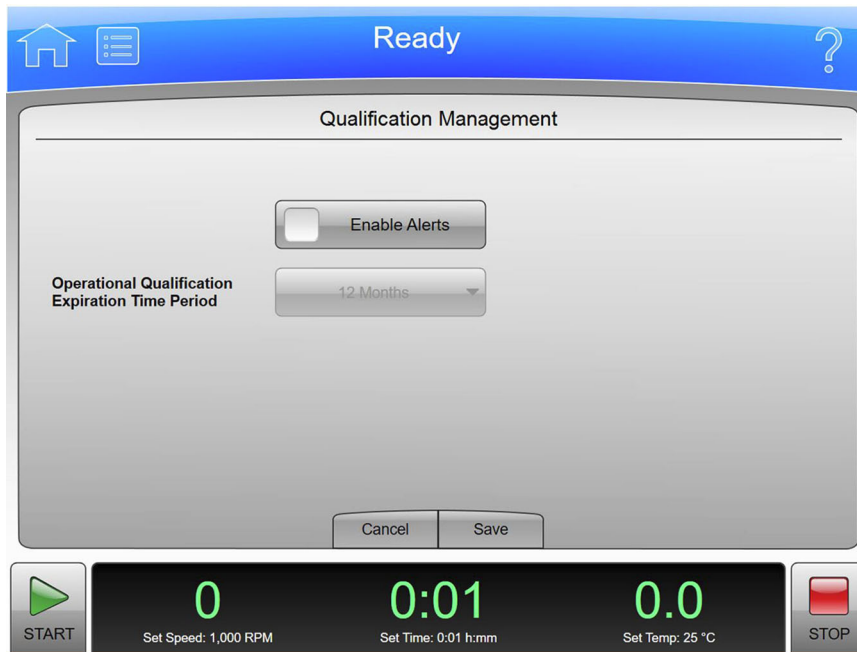 Ready
?
Qualification Management
Enable Alerts
Operational Qualification
Expiration Time Period
12 Months
Cancel
Save
START
0
Set Speed: 1,000 RPM
0:01
Set Time: 0:01 h:mm
0.0
Set Temp: 25 °C
STOP